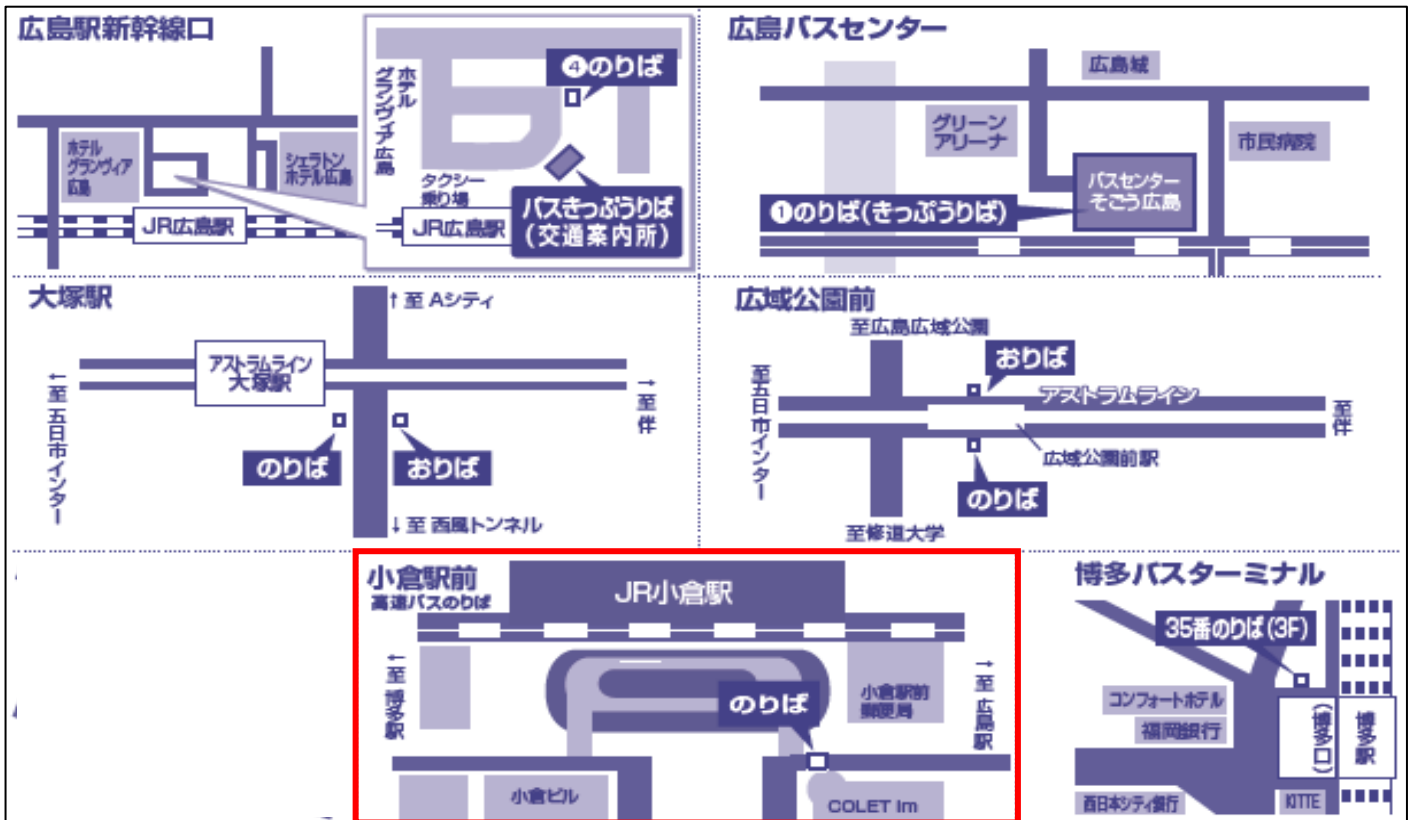 広島駅新幹線口
ホテル
グランヴィア
広島
シェラトン
ホテル広島
JR広島駅
ホテル
グランヴィア広島
❹のりば
タクシー
乗り場
JR広島駅
バスきっぷうりば
(交通案内所)
広島バスセンター
広島城
グリーン
アリーナ
市民病院
バスセンター
そごう広島
❶のりば(きっぷうりば)
大塚駅
↑至 Aシティ
アストラムライン
大塚駅
←至 五日市インター
→至 伴
のりば
おりば
↓至 西風トンネル
広域公園前
至広島広域公園
おりば
アストラムライン
至五日市インター
至伴
広域公園前駅
のりば
至修道大学
小倉駅前
高速バスのりば
JR小倉駅
←至 博多駅
のりば
小倉駅前
郵便局
→至 広島駅
小倉ビル
COLET Im
博多バスターミナル
35番のりば(3F)
コンフォートホテル
福岡銀行
(博多口)
博多駅
西日本シティ銀行
KITTE